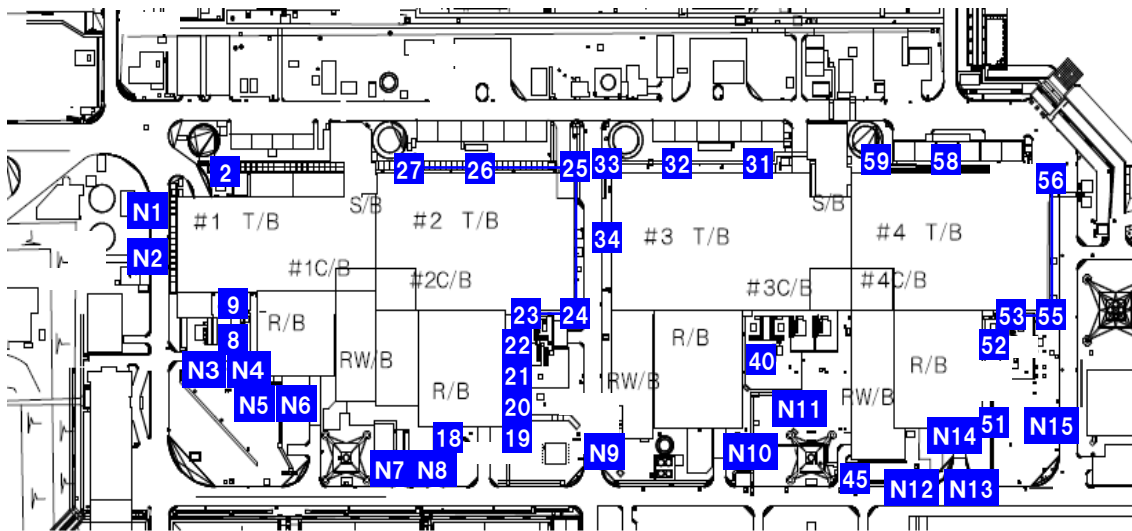 27 26 25 33 32 31 59 58
2 56
N1
S/B S/B
#1 T/B #2 T/B 34 #3 T/B #4 T/B
N2
#1C/B #2C/B #3C/B #4C/B
9 23 24 53 55
R/B
8 22 R/B 52
N3 N4 RW/B 21 40 R/B
N5 N6 R/B RW/B RW/B
20 N11
18 19 N14 51 N15
N9 N10
N7 N8 45
N12 N13